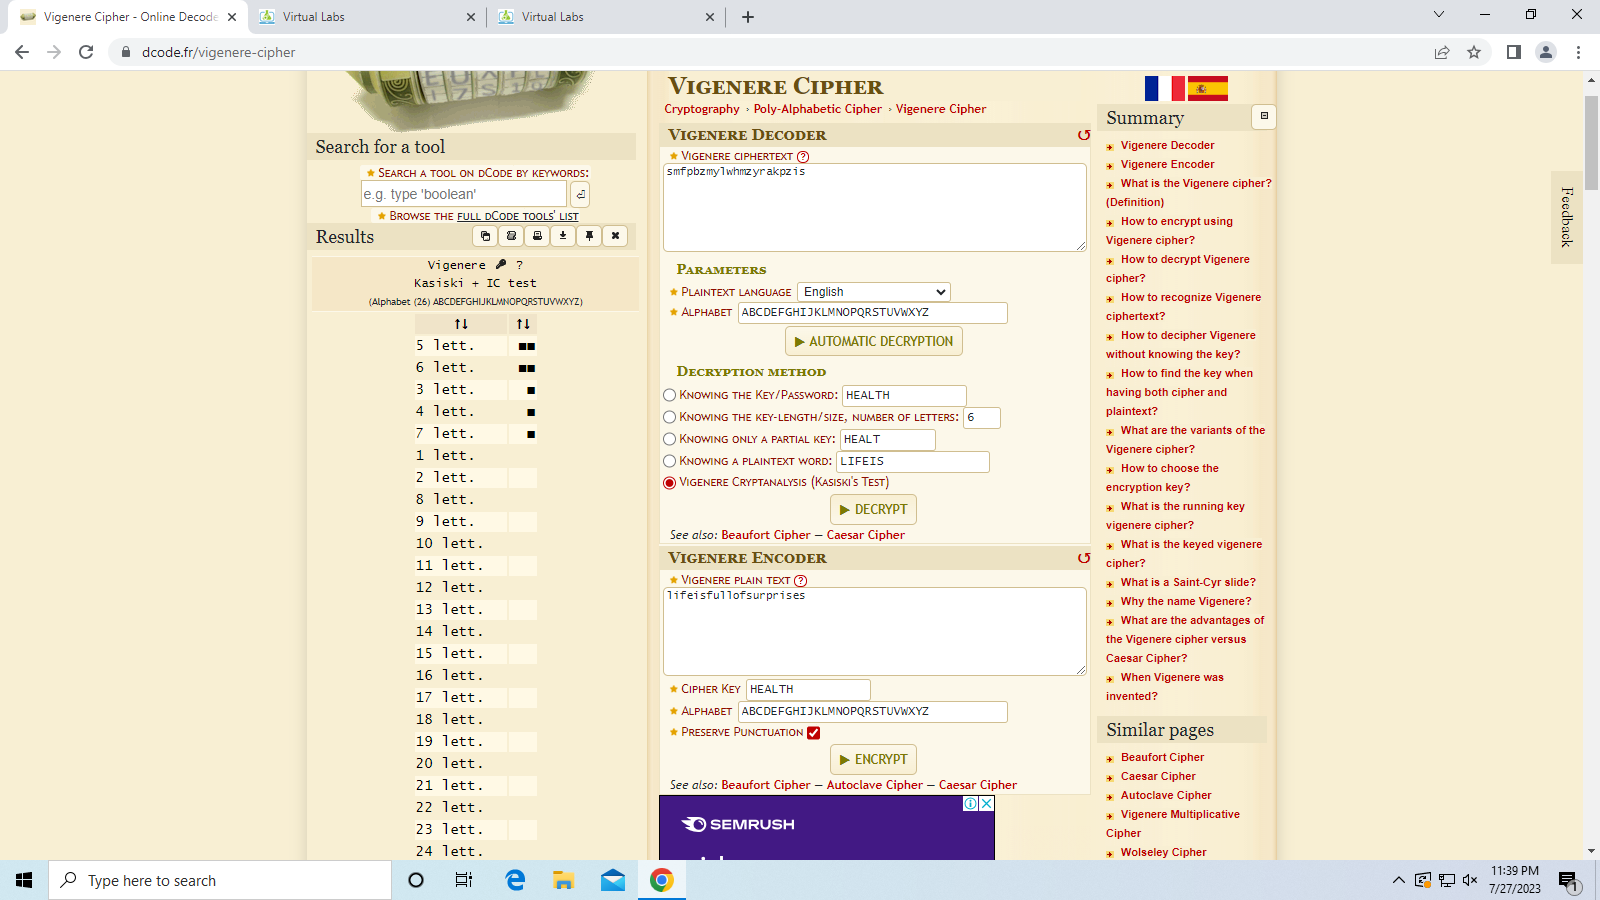 Vigenere Cipher - Online Decode
Virtual Labs
Virtual Labs
dcode.fr/vigenere-cipher
Search for a tool
★ SEARCH A TOOL ON DCODE BY KEYWORDS:
e.g. type 'boolean'
★ BROWSE THE FULL DCODE TOOLS' LIST
Results
Vigenere ?
Kasiski + IC test
(Alphabet (26) ABCDEFGHIJKLMNOPQRSTUVWXYZ)
↑↓ ↑↓
5 lett. ■■
6 lett. ■■
3 lett. ■
4 lett. ■
7 lett. ■
1 lett.
2 lett.
8 lett.
9 lett.
10 lett.
11 lett.
12 lett.
13 lett.
14 lett.
15 lett.
16 lett.
17 lett.
18 lett.
19 lett.
20 lett.
21 lett.
22 lett.
23 lett.
24 lett.
VIGENERE CIPHER
Cryptography › Poly-Alphabetic Cipher › Vigenere Cipher
VIGENERE DECODER
★ VIGENERE CIPHERTEXT ?
smfpbzmylwhmzyrakpzis
PARAMETERS
★ PLAINTEXT LANGUAGE English
★ ALPHABET ABCDEFGHIJKLMNOPQRSTUVWXYZ
▶ AUTOMATIC DECRYPTION
DECRYPTION METHOD
KNOWING THE KEY/PASSWORD: HEALTH
KNOWING THE KEY-LENGTH/SIZE, NUMBER OF LETTERS: 6
KNOWING ONLY A PARTIAL KEY: HEALT
KNOWING A PLAINTEXT WORD: LIFEIS
VIGENERE CRYPTANALYSIS (KASISKI'S TEST)
▶ DECRYPT
See also: Beaufort Cipher — Caesar Cipher
VIGENERE ENCODER
★ VIGENERE PLAIN TEXT ?
lifeisfullofsurprises
★ CIPHER KEY HEALTH
★ ALPHABET ABCDEFGHIJKLMNOPQRSTUVWXYZ
★ PRESERVE PUNCTUATION
▶ ENCRYPT
See also: Beaufort Cipher — Autoclave Cipher — Caesar Cipher
SEMRUSH
Summary
Vigenere Decoder
Vigenere Encoder
What is the Vigenere cipher?
(Definition)
How to encrypt using
Vigenere cipher?
How to decrypt Vigenere
cipher?
How to recognize Vigenere
ciphertext?
How to decipher Vigenere
without knowing the key?
How to find the key when
having both cipher and
plaintext?
What are the variants of the
Vigenere cipher?
How to choose the
encryption key?
What is the running key
vigenere cipher?
What is the keyed vigenere
cipher?
What is a Saint-Cyr slide?
Why the name Vigenere?
What are the advantages of
the Vigenere cipher versus
Caesar Cipher?
When Vigenere was
invented?
Similar pages
Beaufort Cipher
Caesar Cipher
Autoclave Cipher
Vigenere Multiplicative
Cipher
Wolseley Cipher
Feedback
Type here to search
11:39 PM
7/27/2023
1